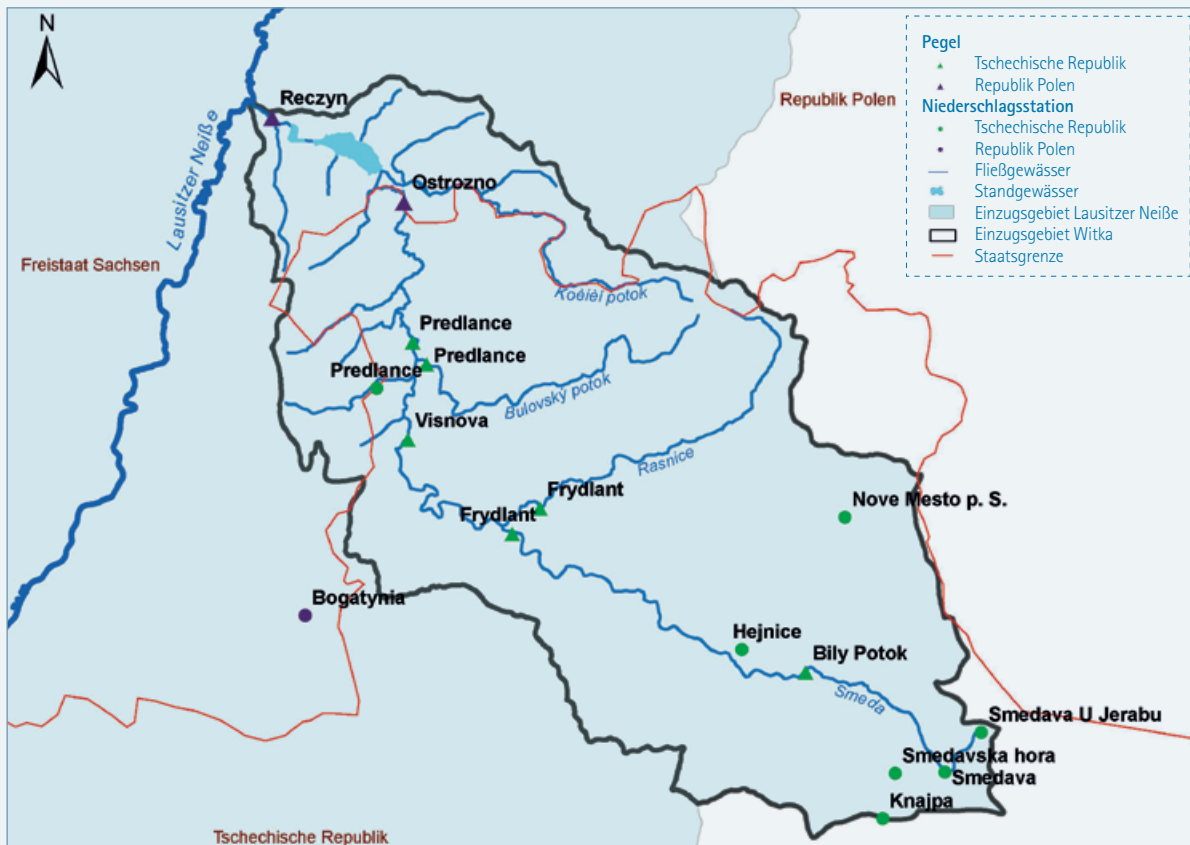 N
Pegel
Tschechische Republik
Republik Polen
Niederschlagsstation
Tschechische Republik
Republik Polen
Fließgewässer
Standgewässer
Einzugsgebiet Lausitzer Neiße
Einzugsgebiet Witka
Staatsgrenze
Reczyn
Republik Polen
Lausitzer Neiße
Ostrozno
Freistaat Sachsen
Koèièí potok
Predlance
Predlance
Predlance
Bulovský potok
Visnova
Rasnice
Frydlant
Nove Mesto p. S.
Frydlant
Bogatynia
Hejnice
Bily Potok
Smeda
Smedava U Jerabu
Smedavska hora
Smedava
Knajpa
Tschechische Republik